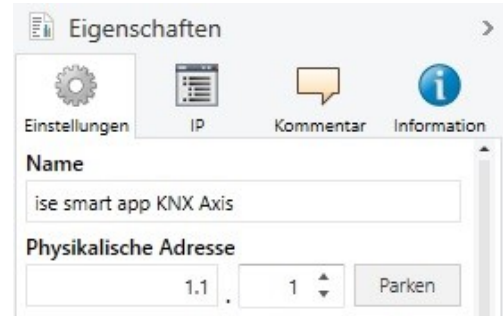 Eigenschaften
Einstellungen IP Kommentar Information
Name
ise smart app KNX Axis
Physikalische Adresse
1.1 . 1 Parken